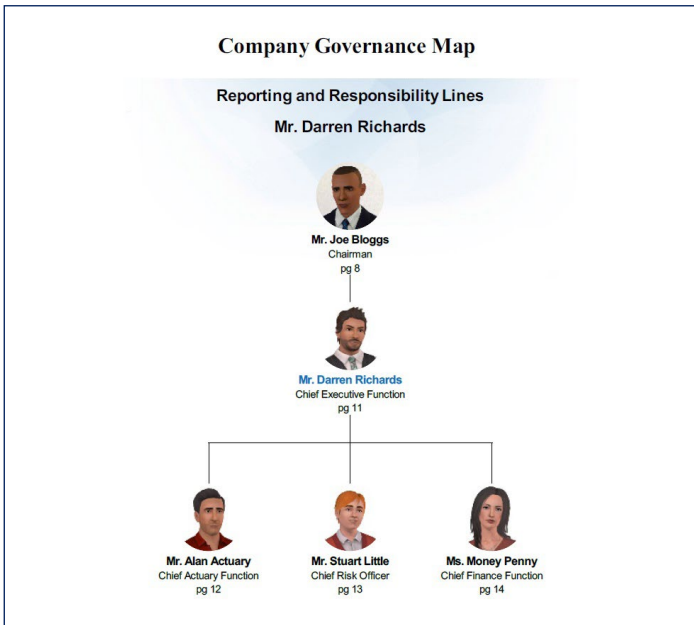 Company Governance Map
Reporting and Responsibility Lines
Mr. Darren Richards
Mr. Joe Bloggs
Chairman
pg 8
Mr. Darren Richards
Chief Executive Function
pg 11
Mr. Alan Actuary
Chief Actuary Function
pg 12
Mr. Stuart Little
Chief Risk Officer
pg 13
Ms. Money Penny
Chief Finance Function
pg 14